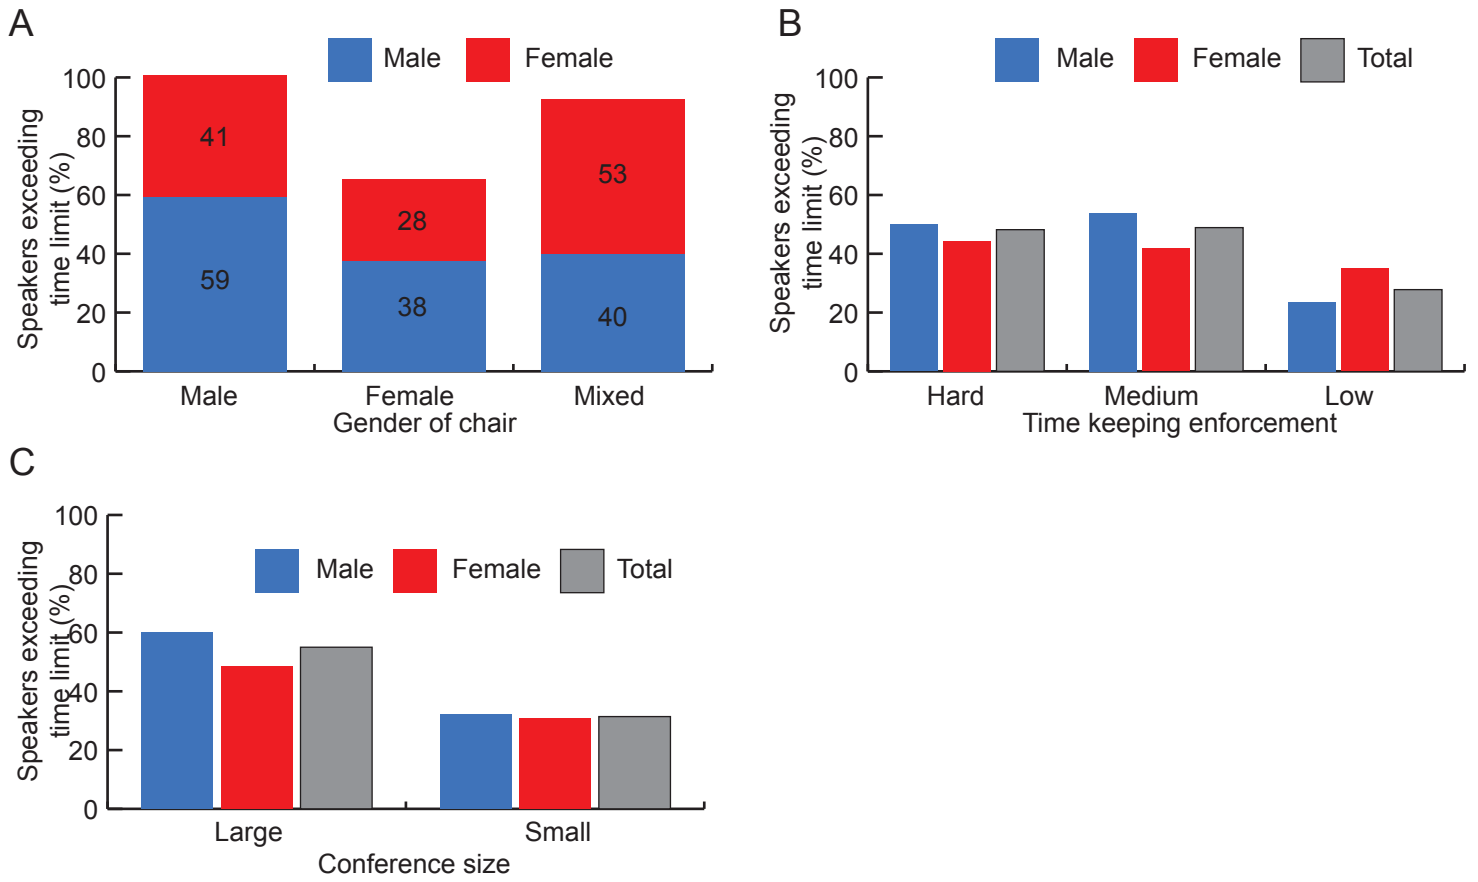 A
Male Female
Speakers exceeding
time limit (%)
100
80
60
40
20
0
41
59
28
38
53
40
Male Female Mixed
Gender of chair
B
Male Female Total
Speakers exceeding
time limit (%)
100
80
60
40
20
0
Hard Medium Low
Time keeping enforcement
C
Male Female Total
Speakers exceeding
time limit (%)
100
80
60
40
20
0
Large Small
Conference size